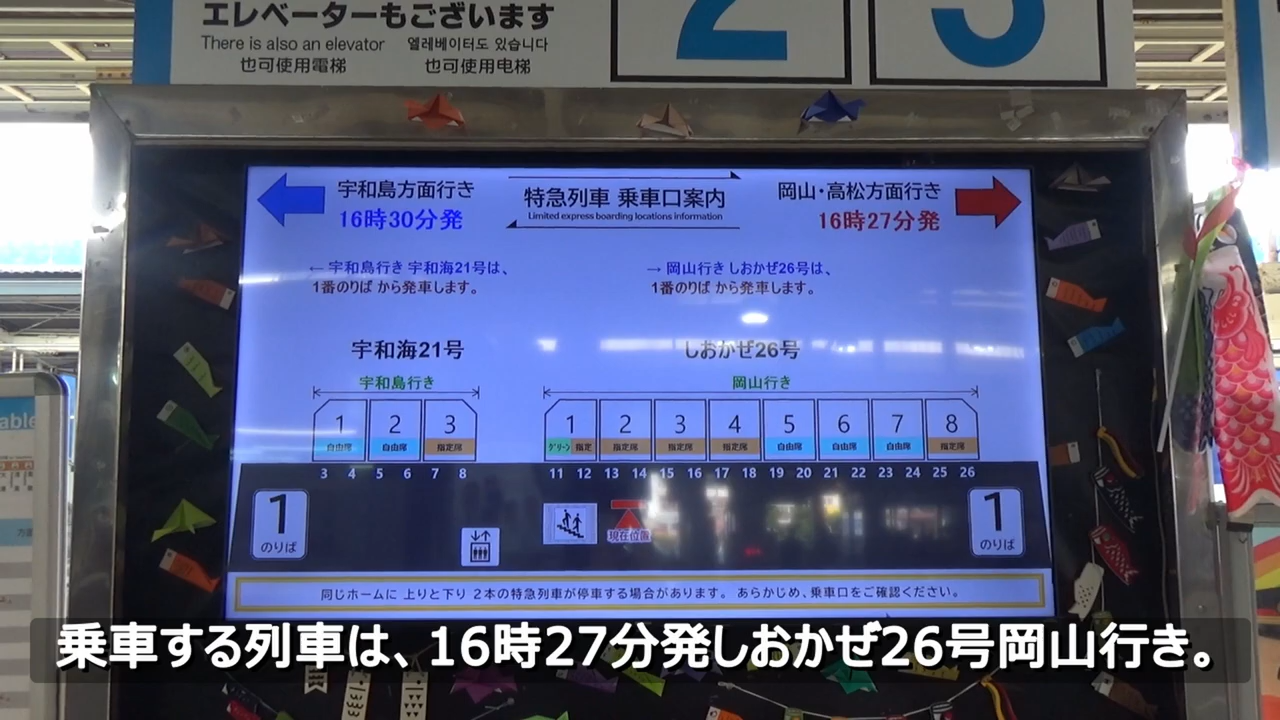 エレベーターもございます
There is also an elevator 엘레베이터도 있습니다
也可使用電梯 也可使用电梯
2 3
宇和島方面行き
16時30分発
特急列車 乗車口案内
Limited express boarding locations information
岡山・高松方面行き
16時27分発
← 宇和島行き 宇和海21号は、
1番のりば から発車します。
→ 岡山行き しおかぜ26号は、
1番のりば から発車します。
宇和海21号
宇和島行き
1 2 3
自由席 自由席 指定席
3 4 5 6 7 8
しおかぜ26号
岡山行き
1 2 3 4 5 6 7 8
グリーン 指定 指定席 指定席 指定席 自由席 自由席 自由席 指定席
11 12 13 14 15 16 17 18 19 20 21 22 23 24 25 26
1
のりば
現在位置
1
のりば
同じホームに 上りと下り 2本の特急列車が停車する場合があります。 あらかじめ、乗車口をご確認ください。
乗車する列車は、16時27分発しおかぜ26号岡山行き。